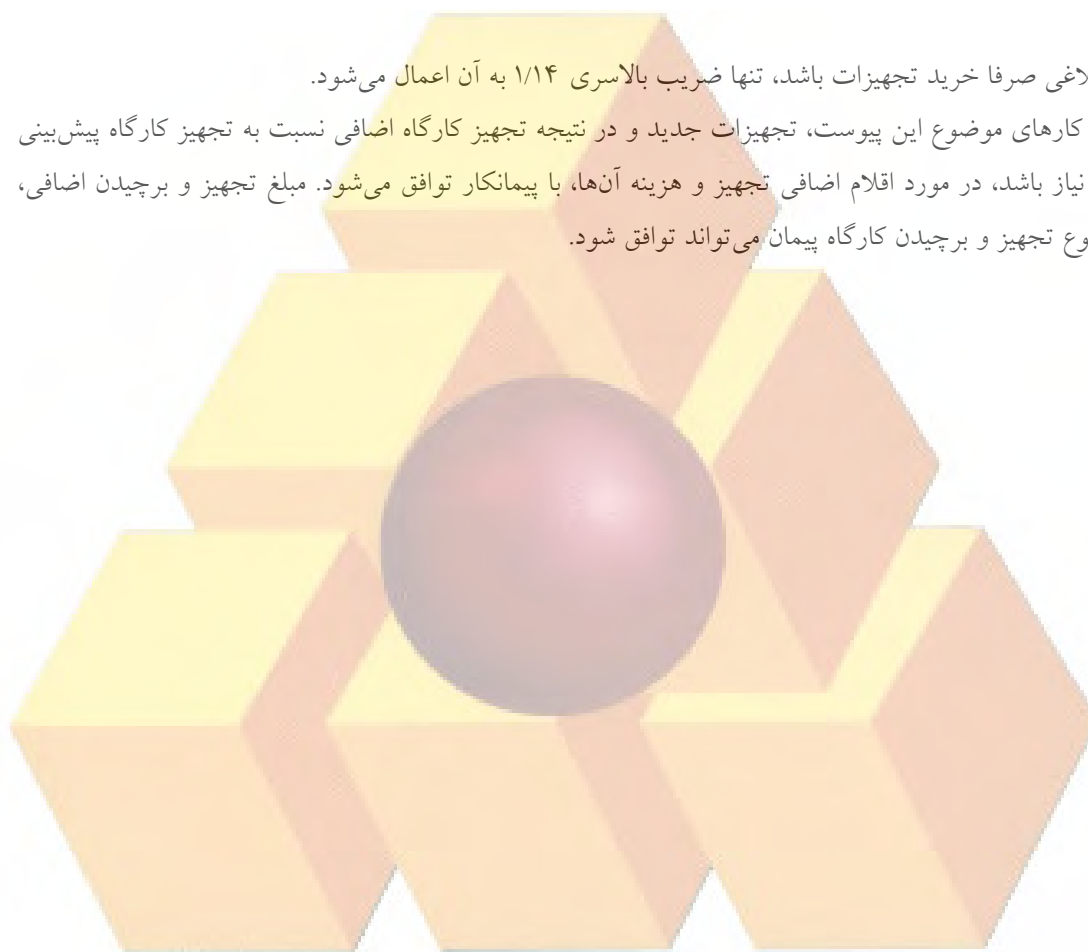 لاغی صرفا خرید تجهیزات باشد، تنها ضریب بالاسری ۱/۱۴ به آن اعمال می‌شود.
کارهای موضوع این پیوست، تجهیزات جدید و در نتیجه تجهیز کارگاه اضافی نسبت به تجهیز کارگاه پیش‌بینی
نیاز باشد، در مورد اقلام اضافی تجهیز و هزینه آن‌ها، با پیمانکار توافق می‌شود. مبلغ تجهیز و برچیدن اضافی،
وع تجهیز و برچیدن کارگاه پیمان می‌تواند توافق شود.